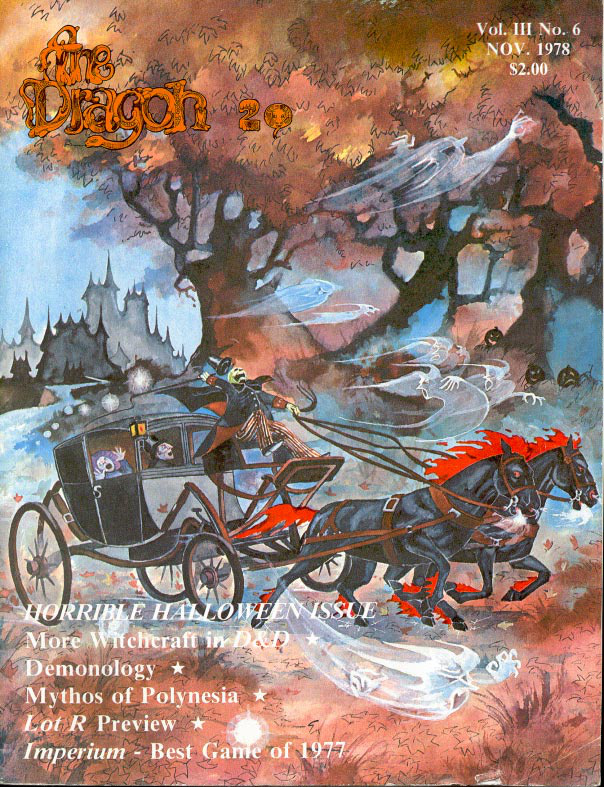 the
Dragon 20
Vol. III No. 6
NOV. 1978
$2.00
HORRIBLE HALLOWEEN ISSUE
More Witchcraft in D&D ★
Demonology ★
Mythos of Polynesia ★
Lot R Preview ★
Imperium - Best Game of 1977